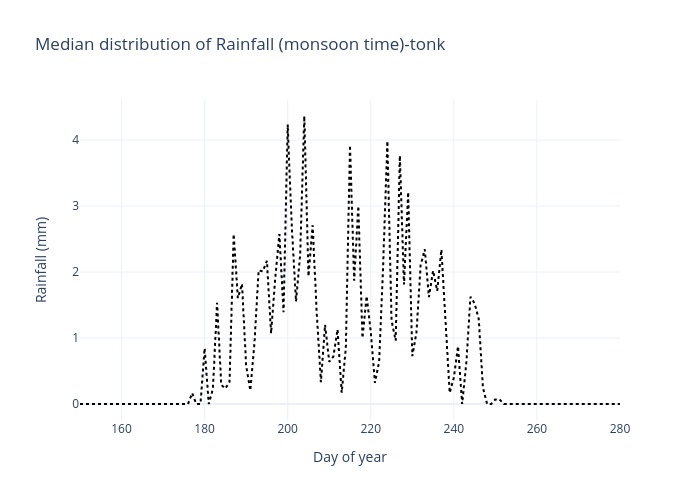 Median distribution of Rainfall (monsoon time)-tonk
4
3
2
1
0
Rainfall (mm)
160 180 200 220 240 260 280
Day of year